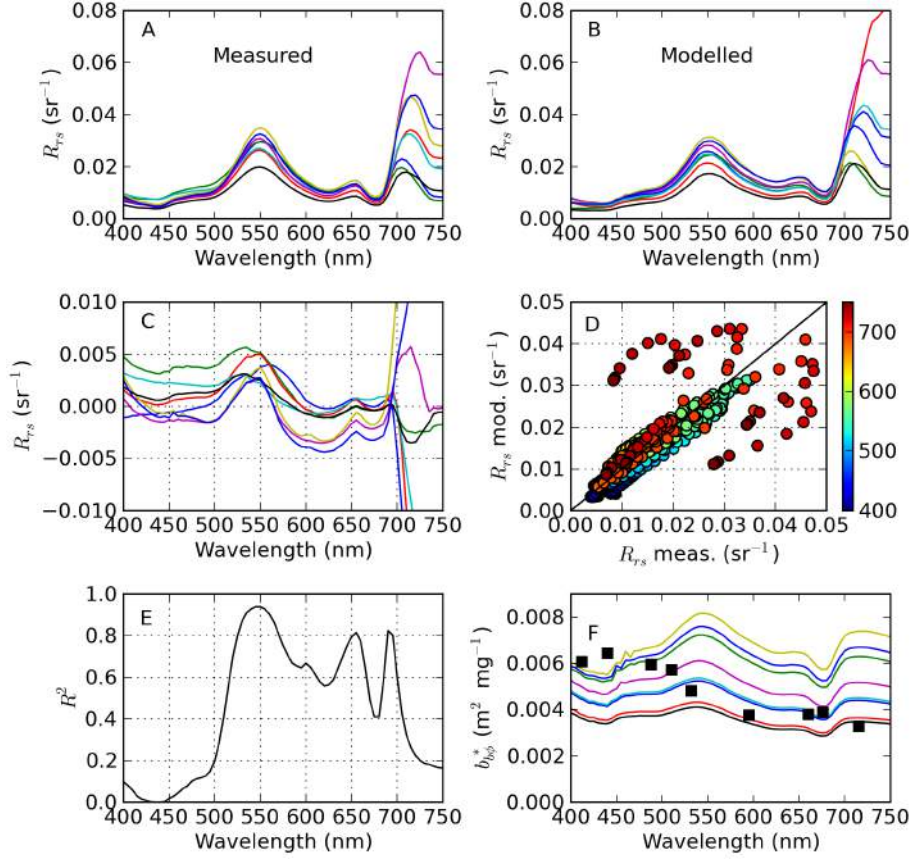 A
Measured
0.08
0.06
0.04
0.02
0.00
R_rs (sr⁻¹)
400 450 500 550 600 650 700 750
Wavelength (nm)
B
Modelled
0.08
0.06
0.04
0.02
0.00
R_rs (sr⁻¹)
400 450 500 550 600 650 700 750
Wavelength (nm)
C
0.010
0.005
0.000
−0.005
−0.010
R_rs (sr⁻¹)
400 450 500 550 600 650 700 750
Wavelength (nm)
D
0.05
0.04
0.03
0.02
0.01
0.00
R_rs mod. (sr⁻¹)
0.00 0.01 0.02 0.03 0.04 0.05
R_rs meas. (sr⁻¹)
700
600
500
400
E
1.0
0.8
0.6
0.4
0.2
0.0
R²
400 450 500 550 600 650 700 750
Wavelength (nm)
F
0.008
0.006
0.004
0.002
0.000
b*_bϕ (m² mg⁻¹)
400 450 500 550 600 650 700 750
Wavelength (nm)